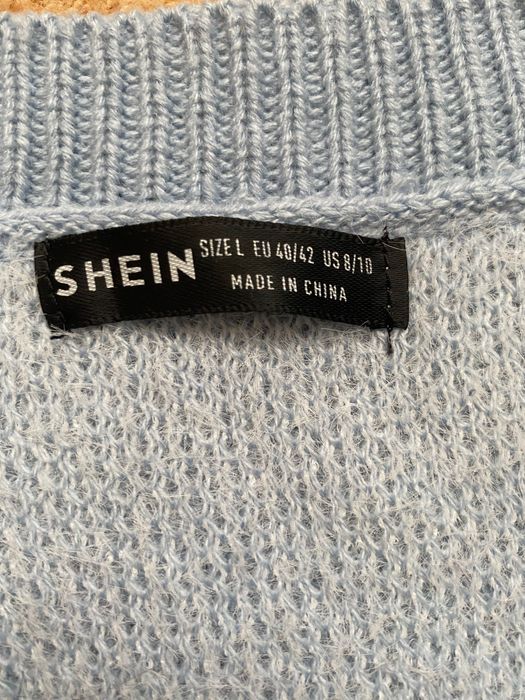 SHEIN
SIZE L EU 40/42 US 8/10
MADE IN CHINA